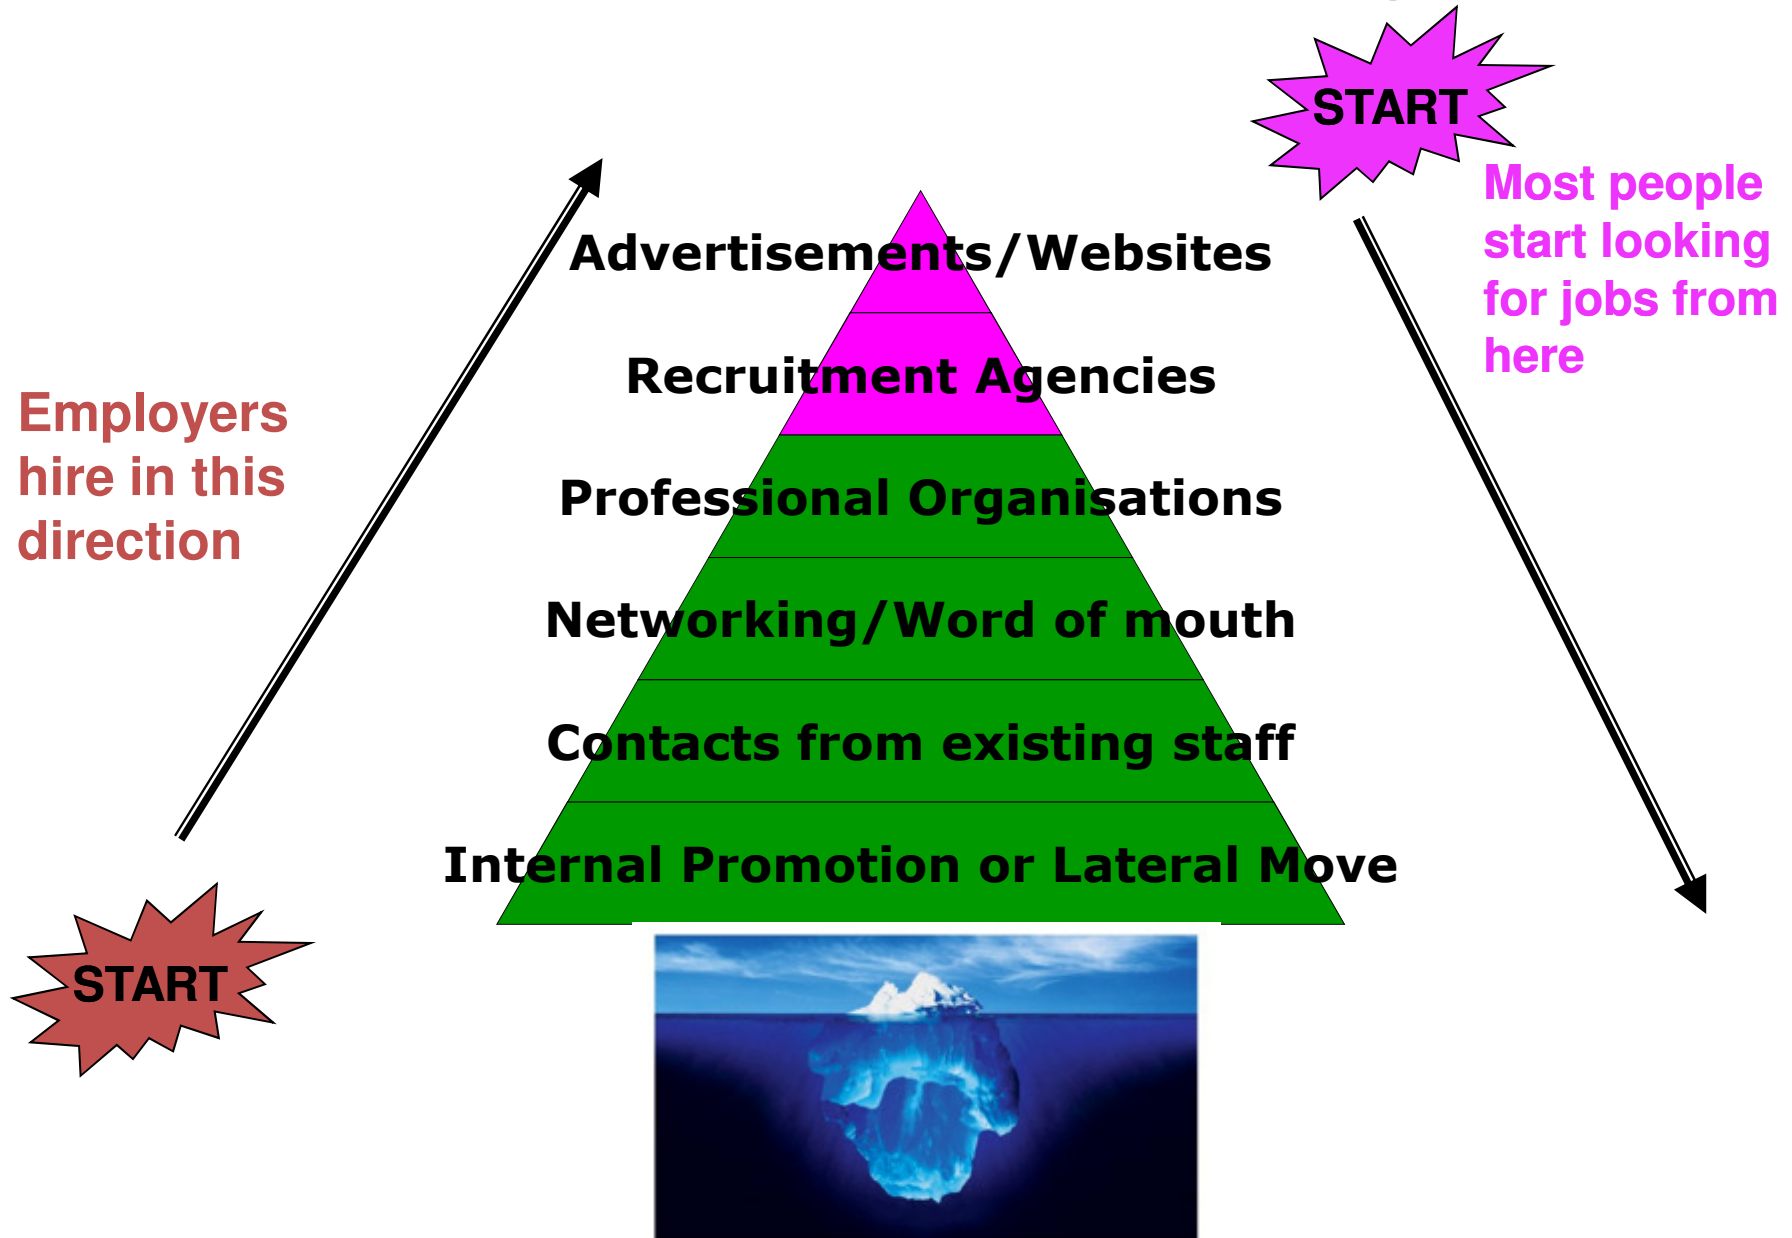 START
Most people
start looking
for jobs from
here
Advertisements/Websites
Recruitment Agencies
Professional Organisations
Networking/Word of mouth
Contacts from existing staff
Internal Promotion or Lateral Move
Employers
hire in this
direction
START